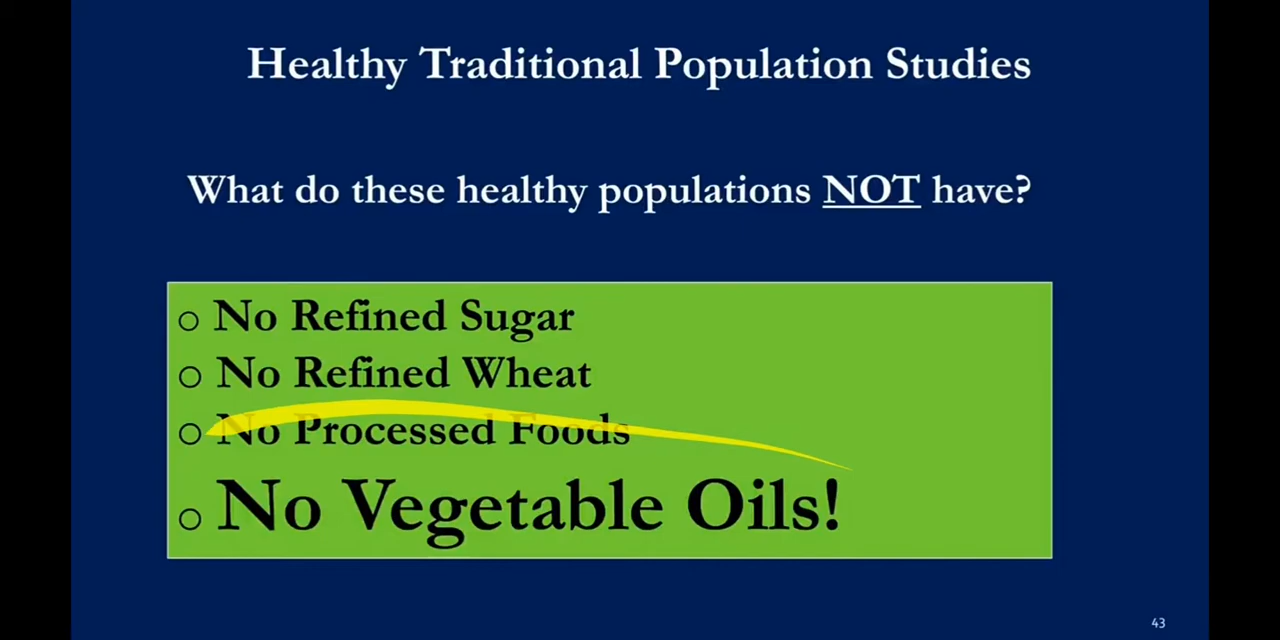 Healthy Traditional Population Studies
What do these healthy populations NOT have?
No Refined Sugar
No Refined Wheat
No Processed Foods
No Vegetable Oils!
43